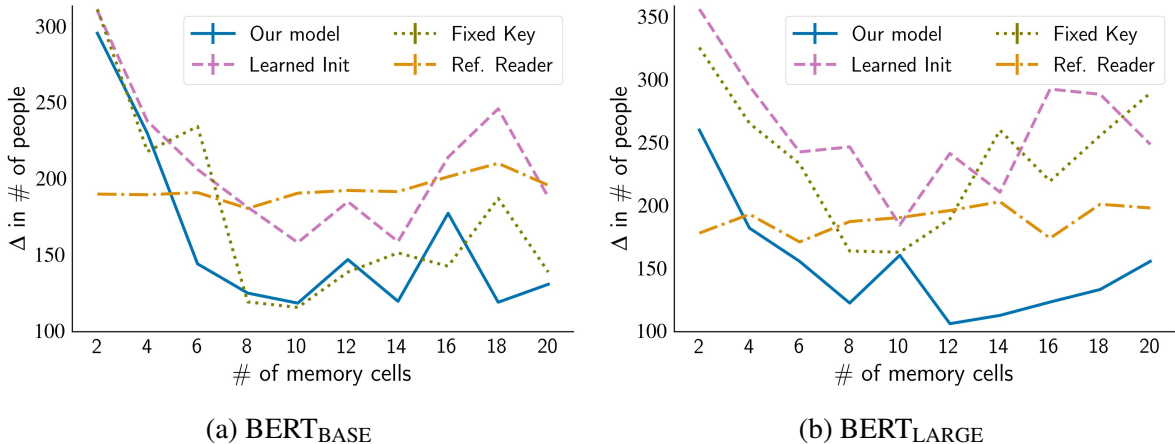 300
250
200
150
100
Δ in # of people
Our model
Learned Init
Fixed Key
Ref. Reader
2 4 6 8 10 12 14 16 18 20
# of memory cells
(a) BERT_BASE
350
300
250
200
150
100
Δ in # of people
Our model
Learned Init
Fixed Key
Ref. Reader
2 4 6 8 10 12 14 16 18 20
# of memory cells
(b) BERT_LARGE